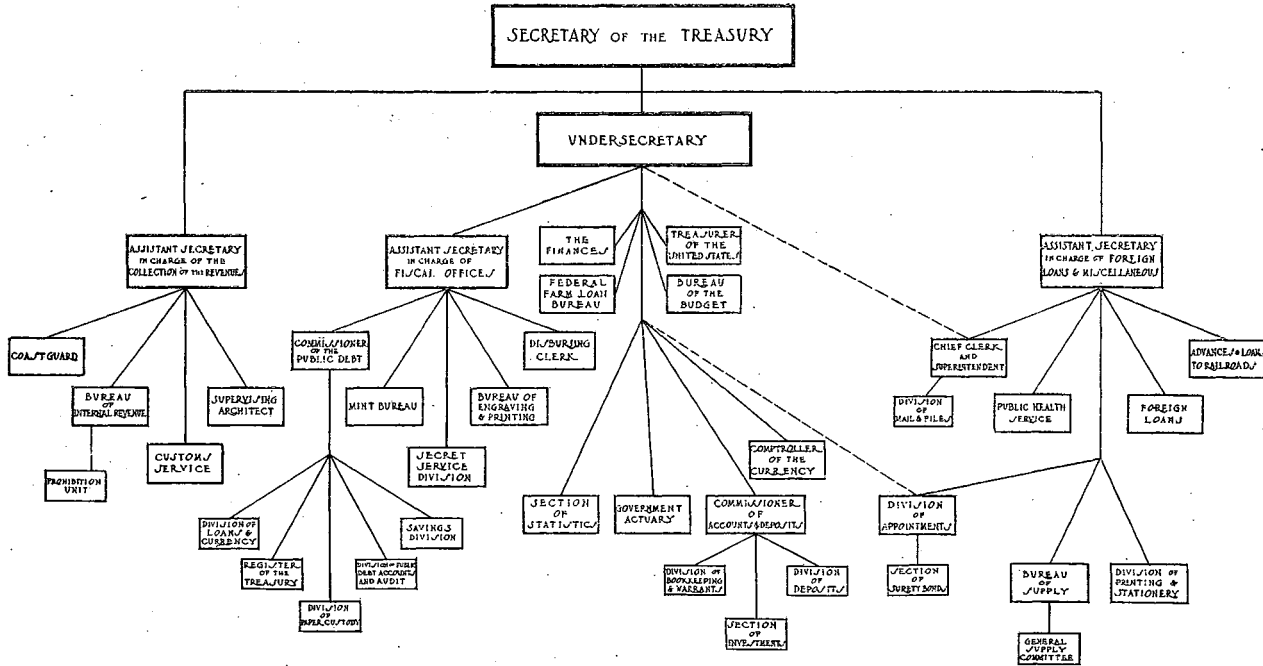 SECRETARY OF THE TREASURY
UNDERSECRETARY
ASSISTANT SECRETARY
IN CHARGE OF THE
COLLECTION OF THE REVENUES
ASSISTANT SECRETARY
IN CHARGE OF
FISCAL OFFICES
THE
FINANCES
TREASURER
OF THE
UNITED STATES
FEDERAL
FARM LOAN
BUREAU
BUREAU
OF THE
BUDGET
ASSISTANT SECRETARY
IN CHARGE OF FOREIGN
LOANS & MISCELLANEOUS
COAST GUARD
BUREAU
OF
INTERNAL REVENUE
SUPERVISING
ARCHITECT
PROHIBITION
UNIT
CUSTOMS
SERVICE
COMMISSIONER
OF THE
PUBLIC DEBT
MINT BUREAU
BUREAU OF
ENGRAVING
& PRINTING
DISBURSING
CLERK
SECRET
SERVICE
DIVISION
CHIEF CLERK
AND
SUPERINTENDENT
DIVISION
OF
MAIL & FILES
PUBLIC HEALTH
SERVICE
FOREIGN
LOANS
ADVANCES & LOANS
TO RAILROADS
DIVISION OF
LOANS &
CURRENCY
REGISTER
OF THE
TREASURY
DIVISION
OF
PAPER CUSTODY
DIVISION OF PUBLIC
DEBT ACCOUNTS
AND AUDIT
SAVINGS
DIVISION
SECTION
OF
STATISTICS
GOVERNMENT
ACTUARY
COMMISSIONER
OF
ACCOUNTS & DEPOSITS
COMPTROLLER
OF THE
CURRENCY
DIVISION
OF
APPOINTMENTS
DIVISION OF
BOOKKEEPING
& WARRANTS
SECTION
OF
INVESTMENTS
DIVISION
OF
DEPOSITS
SECTION
OF
SURETY BONDS
BUREAU
OF
SUPPLY
DIVISION OF
PRINTING &
STATIONERY
GENERAL
SUPPLY
COMMITTEE